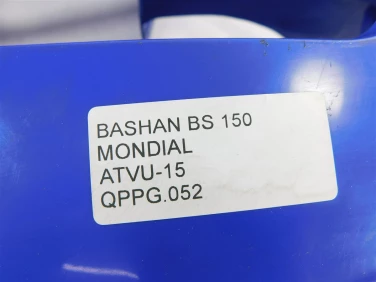 BASHAN BS 150
MONDIAL
ATVU-15
QPPG.052